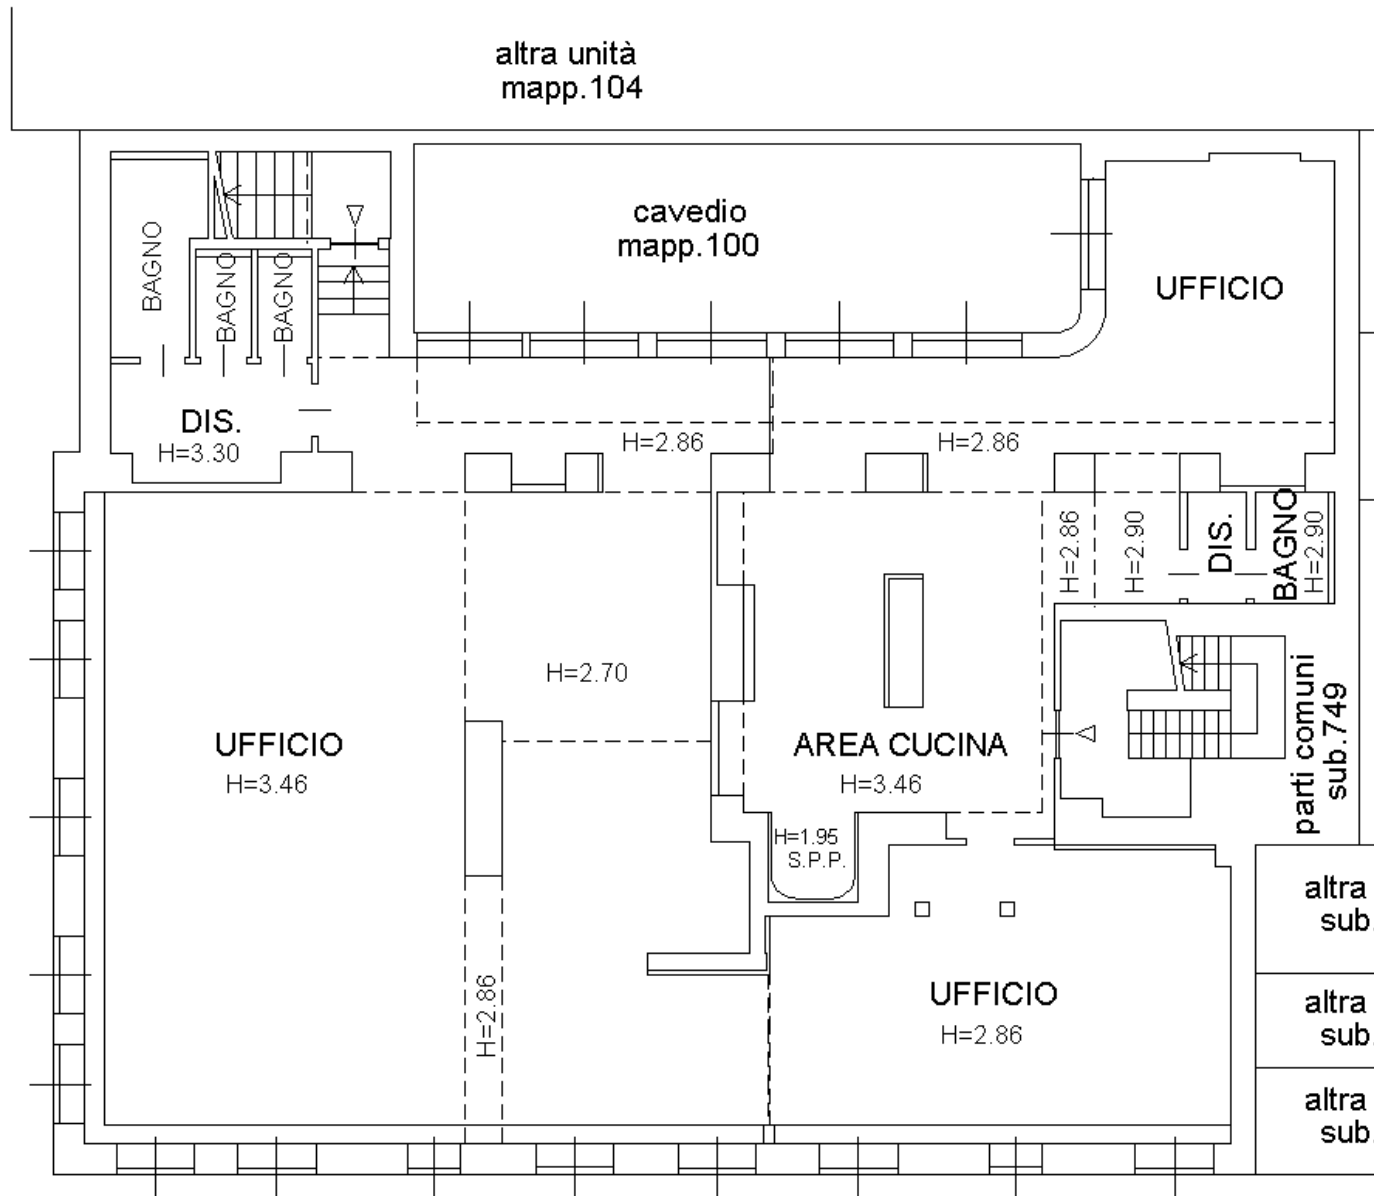 altra unità
mapp.104
cavedio
mapp.100
BAGNO
BAGNO
BAGNO
UFFICIO
DIS.
H=3.30
H=2.86
H=2.86
H=2.86
H=2.90
DIS.
BAGNO
H=2.90
H=2.70
UFFICIO
H=3.46
AREA CUCINA
H=3.46
parti comuni
sub.749
H=1.95
S.P.P.
altra
sub.
UFFICIO
H=2.86
H=2.86
altra
sub.
altra
sub.